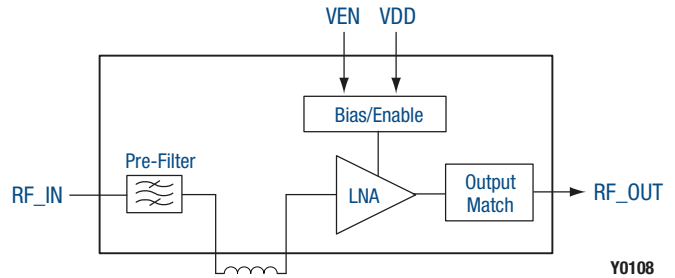 VEN VDD
Bias/Enable
Pre-Filter
RF_IN
LNA
Output
Match
RF_OUT
Y0108